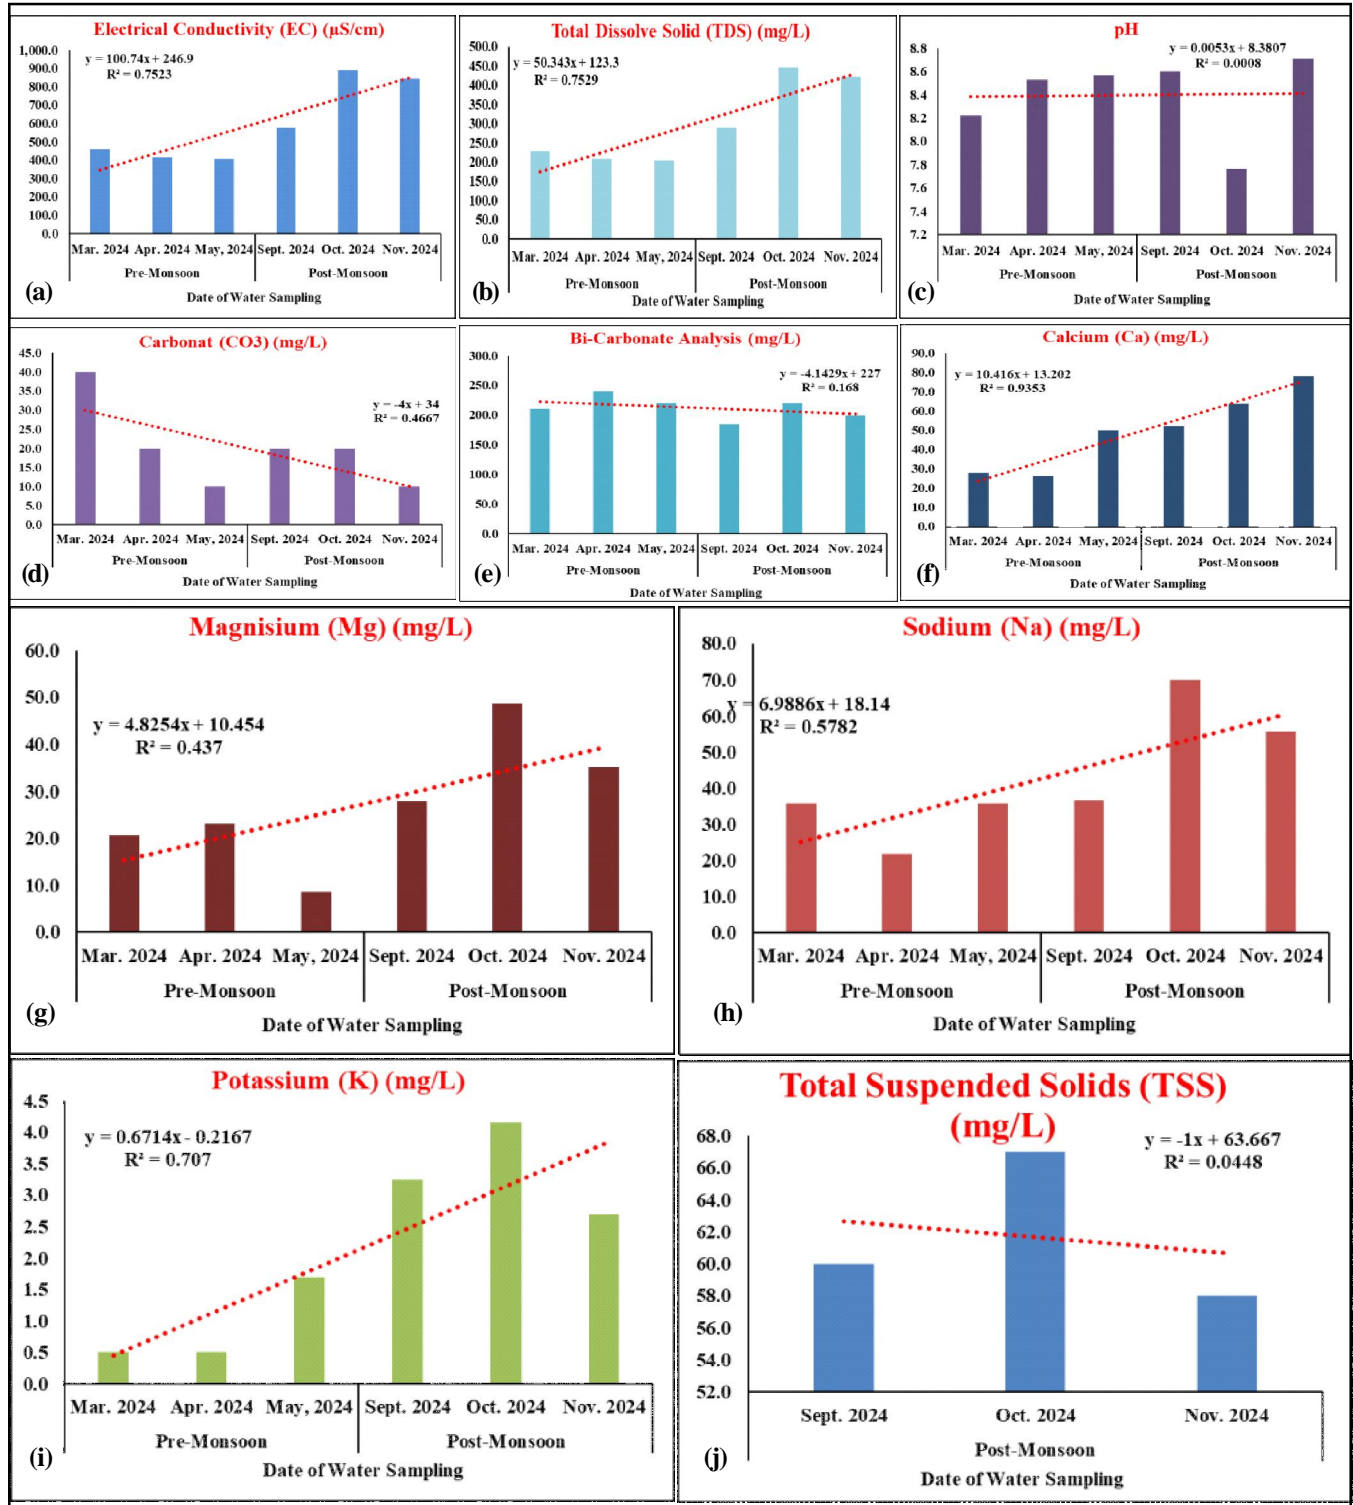 Electrical Conductivity (EC) (µS/cm)
y = 100.74x + 246.9
R² = 0.7523
1,000.0
900.0
800.0
700.0
600.0
500.0
400.0
300.0
200.0
100.0
0.0
Mar. 2024 Apr. 2024 May, 2024 Sept. 2024 Oct. 2024 Nov. 2024
Pre-Monsoon Post-Monsoon
Date of Water Sampling
(a)
Total Dissolve Solid (TDS) (mg/L)
y = 50.343x + 123.3
R² = 0.7529
500.0
450.0
400.0
350.0
300.0
250.0
200.0
150.0
100.0
50.0
0.0
Mar. 2024 Apr. 2024 May, 2024 Sept. 2024 Oct. 2024 Nov. 2024
Pre-Monsoon Post-Monsoon
Date of Water Sampling
(b)
pH
y = 0.0053x + 8.3807
R² = 0.0008
8.8
8.6
8.4
8.2
8.0
7.8
7.6
7.4
7.2
Mar. 2024 Apr. 2024 May, 2024 Sept. 2024 Oct. 2024 Nov. 2024
Pre-Monsoon Post-Monsoon
Date of Water Sampling
(c)
Carbonat (CO3) (mg/L)
y = -4x + 34
R² = 0.4667
45.0
40.0
35.0
30.0
25.0
20.0
15.0
10.0
5.0
0.0
Mar. 2024 Apr. 2024 May, 2024 Sept. 2024 Oct. 2024 Nov. 2024
Pre-Monsoon Post-Monsoon
Date of Water Sampling
(d)
Bi-Carbonate Analysis (mg/L)
y = -4.1429x + 227
R² = 0.168
300.0
250.0
200.0
150.0
100.0
50.0
0.0
Mar. 2024 Apr. 2024 May, 2024 Sept. 2024 Oct. 2024 Nov. 2024
Pre-Monsoon Post-Monsoon
Date of Water Sampling
(e)
Calcium (Ca) (mg/L)
y = 10.416x + 13.202
R² = 0.9353
90.0
80.0
70.0
60.0
50.0
40.0
30.0
20.0
10.0
0.0
Mar. 2024 Apr. 2024 May, 2024 Sept. 2024 Oct. 2024 Nov. 2024
Pre-Monsoon Post-Monsoon
Date of Water Sampling
(f)
Magnisium (Mg) (mg/L)
y = 4.8254x + 10.454
R² = 0.437
60.0
50.0
40.0
30.0
20.0
10.0
0.0
Mar. 2024 Apr. 2024 May, 2024 Sept. 2024 Oct. 2024 Nov. 2024
Pre-Monsoon Post-Monsoon
Date of Water Sampling
(g)
Sodium (Na) (mg/L)
y = 6.9886x + 18.14
R² = 0.5782
80.0
70.0
60.0
50.0
40.0
30.0
20.0
10.0
0.0
Mar. 2024 Apr. 2024 May, 2024 Sept. 2024 Oct. 2024 Nov. 2024
Pre-Monsoon Post-Monsoon
Date of Water Sampling
(h)
Potassium (K) (mg/L)
y = 0.6714x - 0.2167
R² = 0.707
4.5
4.0
3.5
3.0
2.5
2.0
1.5
1.0
0.5
0.0
Mar. 2024 Apr. 2024 May, 2024 Sept. 2024 Oct. 2024 Nov. 2024
Pre-Monsoon Post-Monsoon
Date of Water Sampling
(i)
Total Suspended Solids (TSS)
(mg/L)
y = -1x + 63.667
R² = 0.0448
68.0
66.0
64.0
62.0
60.0
58.0
56.0
54.0
52.0
Sept. 2024 Oct. 2024 Nov. 2024
Post-Monsoon
Date of Water Sampling
(j)